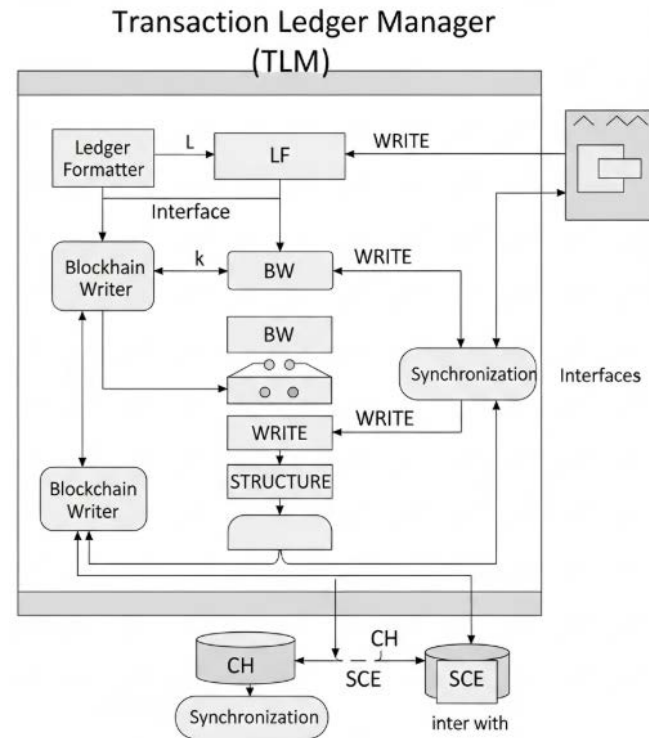 Transaction Ledger Manager
(TLM)
Ledger
Formatter
L
LF
WRITE
Interface
Blockhain
Writer
k
BW
WRITE
BW
Synchronization
Interfaces
WRITE
WRITE
STRUCTURE
Blockchain
Writer
CH
CH
SCE
SCE
Synchronization
inter with